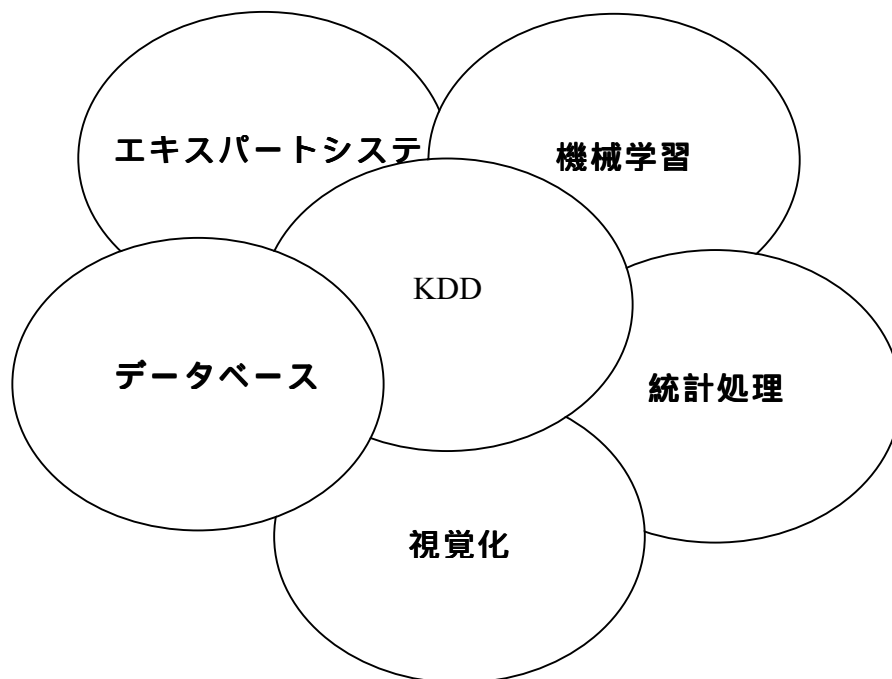 エキスパートシステ
機械学習
KDD
データベース
統計処理
視覚化